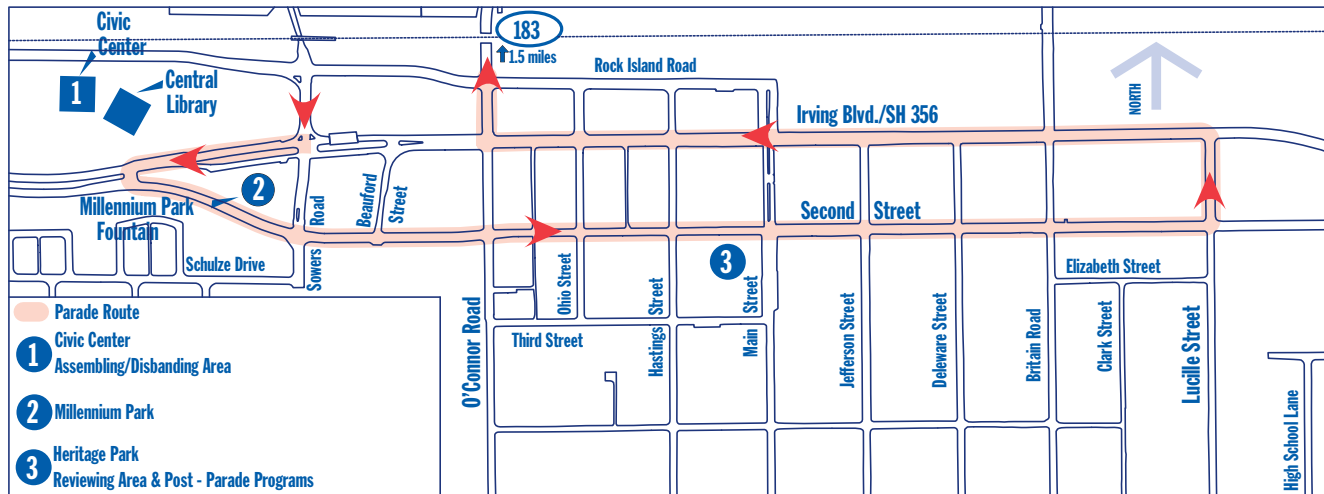 Civic
Center
1
Central
Library
183
1.5 miles
Rock Island Road
Irving Blvd./SH 356
NORTH
2
Millennium Park
Fountain
Beauford
Street
Sowers
Road
Second Street
Schulze Drive
3
Elizabeth Street
O'Connor Road
Ohio Street
Third Street
Hastings
Street
Main
Street
Jefferson Street
Deleware Street
Britain Road
Clark Street
Lucille Street
High School Lane
Parade Route
1
Civic Center
Assembling/Disbanding Area
2
Millennium Park
3
Heritage Park
Reviewing Area & Post - Parade Programs